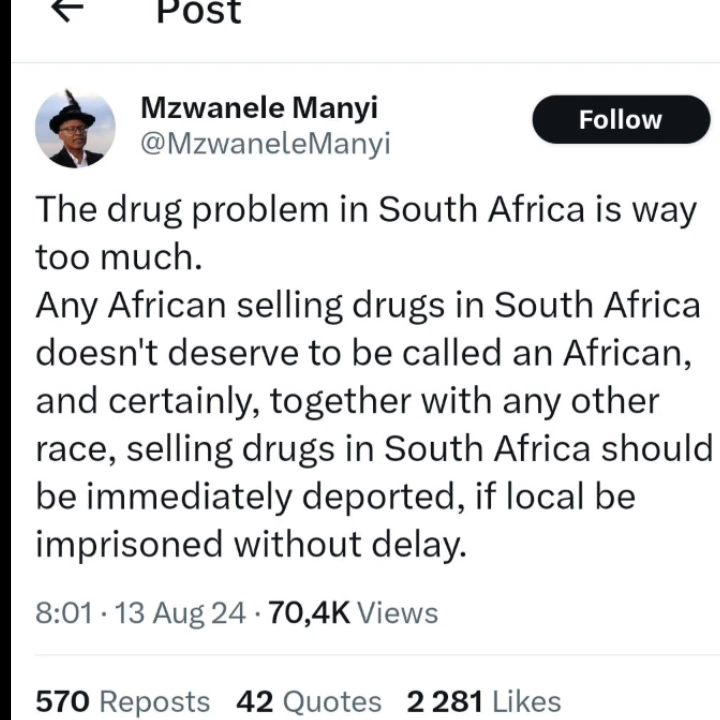 Post
Mzwanele Manyi
@MzwaneleManyi
Follow
The drug problem in South Africa is way
too much.
Any African selling drugs in South Africa
doesn't deserve to be called an African,
and certainly, together with any other
race, selling drugs in South Africa should
be immediately deported, if local be
imprisoned without delay.
8:01 · 13 Aug 24 · 70,4K Views
570 Reposts 42 Quotes 2 281 Likes